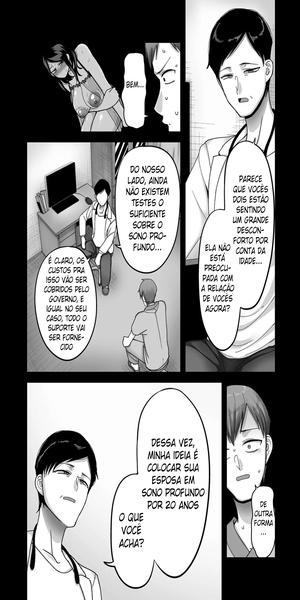 PARECE
QUE VOCÊS
DOIS ESTÃO
SENTINDO
UM GRANDE
DESCON-
FORTO POR
CONTA DA
IDADE...
ELA NÃO
ESTÁ PREOCU-
PADA COM
A RELAÇÃO
DE VOCÊS
AGORA?
BEM...
DO NOSSO
LADO, AINDA
NÃO EXISTEM
TESTES O
SUFICIENTE
SOBRE O
SONO PRO-
FUNDO...
É CLARO, OS
CUSTOS PRA
ISSO VÃO SER
COBRIDOS PELO
GOVERNO, E
IGUAL NO SEU
CASO, TODO O
SUPORTE VAI
SER FORNE-
CIDO
DE
OUTRA
FORMA...
DESSA VEZ,
MINHA IDEIA É
COLOCAR SUA
ESPOSA EM
SONO PROFUNDO
POR 20 ANOS
O QUE
VOCÊ
ACHA?